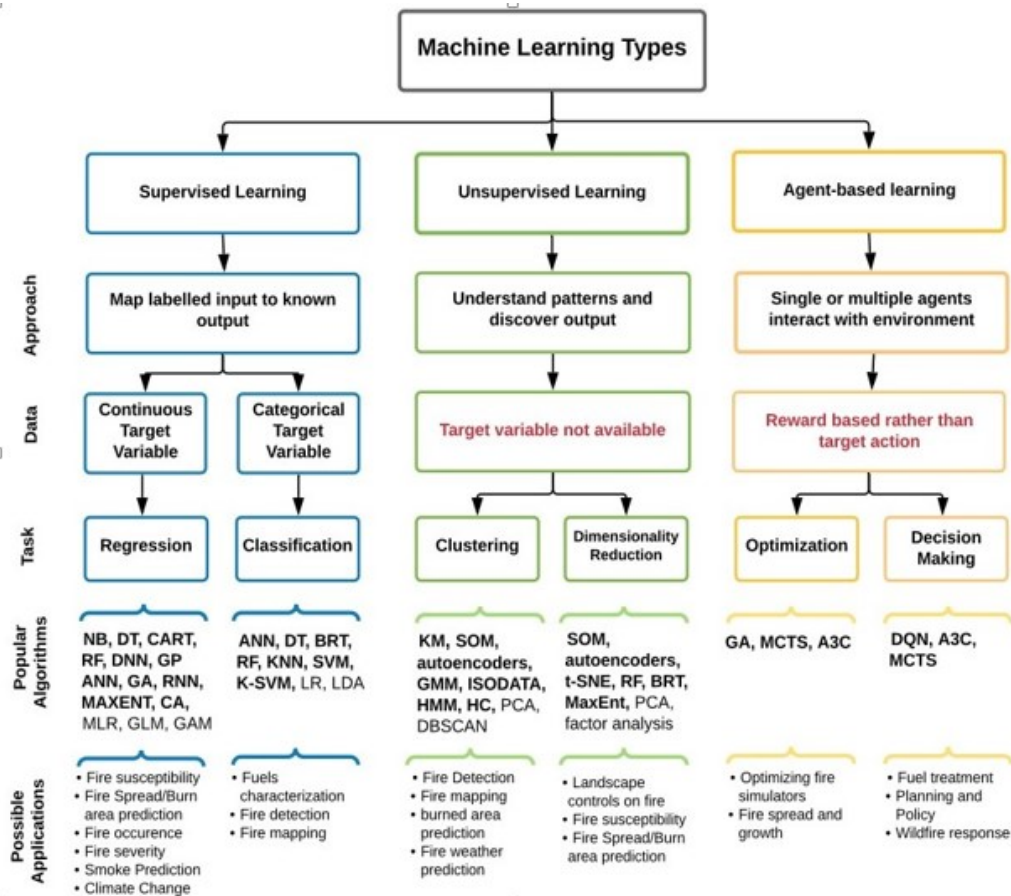 Machine Learning Types
Supervised Learning
Unsupervised Learning
Agent-based learning
Approach
Map labelled input to known
output
Understand patterns and
discover output
Single or multiple agents
interact with environment
Data
Continuous
Target
Variable
Categorical
Target
Variable
Target variable not available
Reward based rather than
target action
Task
Regression
Classification
Clustering
Dimensionality
Reduction
Optimization
Decision
Making
Popular
Algorithms
NB, DT, CART,
RF, DNN, GP
ANN, GA, RNN,
MAXENT, CA,
MLR, GLM, GAM
ANN, DT, BRT,
RF, KNN, SVM,
K-SVM, LR, LDA
KM, SOM,
autoencoders,
GMM, ISODATA,
HMM, HC, PCA,
DBSCAN
SOM,
autoencoders,
t-SNE, RF, BRT,
MaxEnt, PCA,
factor analysis
GA, MCTS, A3C
DQN, A3C,
MCTS
Possible
Applications
• Fire susceptibility
• Fire Spread/Burn
area prediction
• Fire occurence
• Fire severity
• Smoke Prediction
• Climate Change
• Fuels
characterization
• Fire detection
• Fire mapping
• Fire Detection
• Fire mapping
• burned area
prediction
• Fire weather
prediction
• Landscape
controls on fire
• Fire susceptibility
• Fire Spread/Burn
area prediction
• Optimizing fire
simulators
• Fire spread and
growth
• Fuel treatment
• Planning and
Policy
• Wildfire response